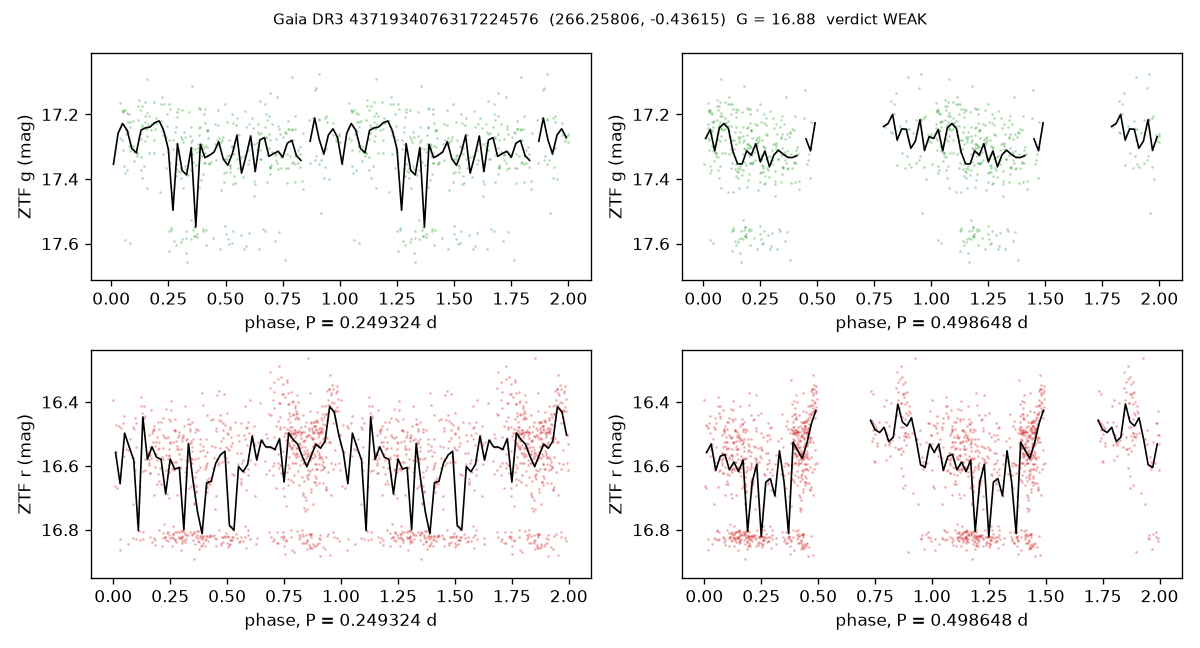 Gaia DR3 4371934076317224576 (266.25806, -0.43615) G = 16.88 verdict WEAK
ZTF g (mag)
17.2
17.4
17.6
0.00 0.25 0.50 0.75 1.00 1.25 1.50 1.75 2.00
phase, P = 0.249324 d
ZTF g (mag)
17.2
17.4
17.6
0.00 0.25 0.50 0.75 1.00 1.25 1.50 1.75 2.00
phase, P = 0.498648 d
ZTF r (mag)
16.4
16.6
16.8
0.00 0.25 0.50 0.75 1.00 1.25 1.50 1.75 2.00
phase, P = 0.249324 d
ZTF r (mag)
16.4
16.6
16.8
0.00 0.25 0.50 0.75 1.00 1.25 1.50 1.75 2.00
phase, P = 0.498648 d